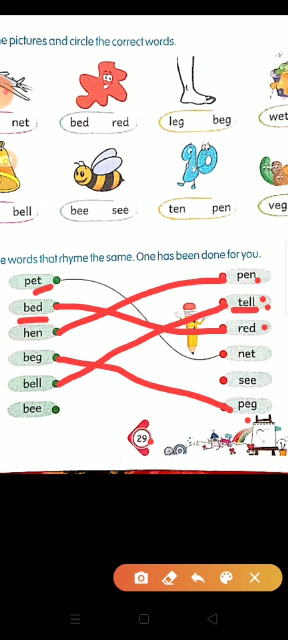 e pictures and circle the correct words.
net bed red leg beg wet
bell bee see ten pen veg
e words that rhyme the same. One has been done for you.
pet pen
bed tell
hen red
beg net
bell see
bee peg
29